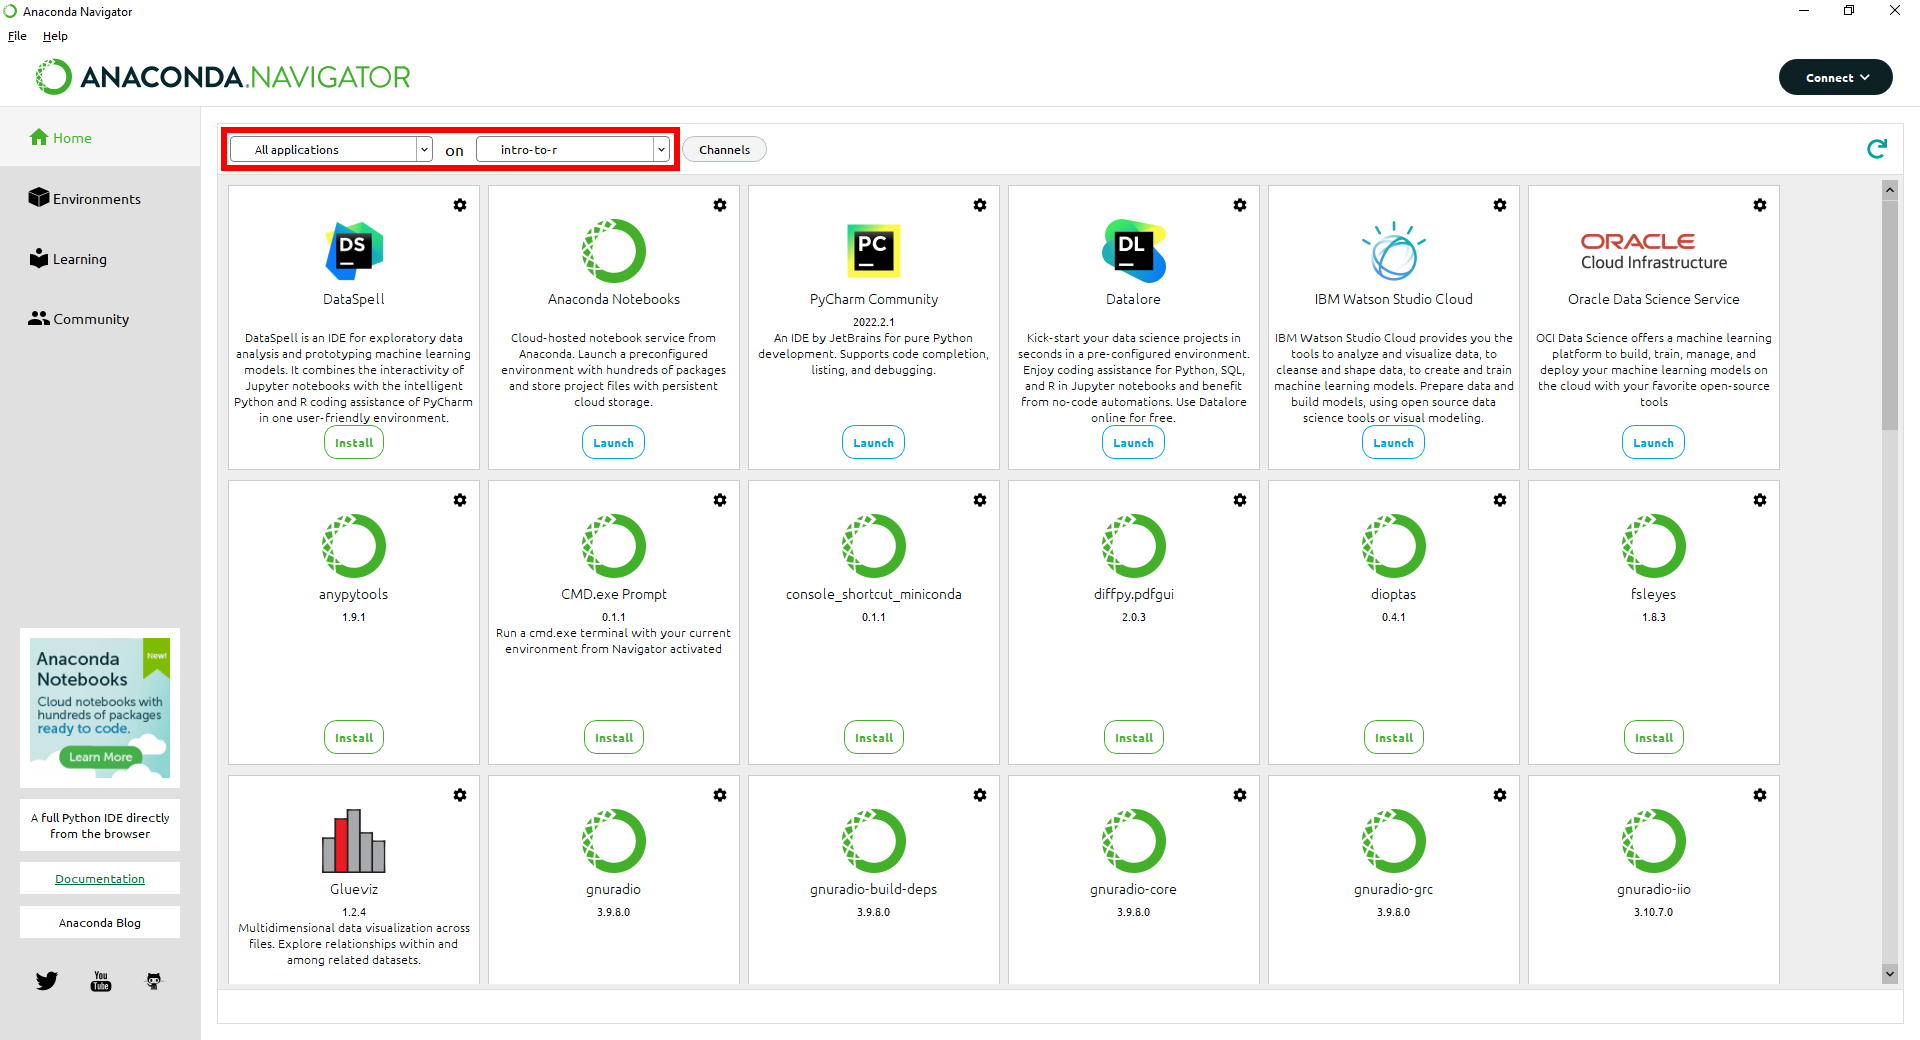 Anaconda Navigator
File Help
ANACONDA.NAVIGATOR
Connect
Home
Environments
Learning
Community
All applications on intro-to-r Channels
DS
DataSpell
DataSpell is an IDE for exploratory data
analysis and prototyping machine learning
models. It combines the interactivity of
Jupyter notebooks with the intelligent
Python and R coding assistance of PyCharm
in one user-friendly environment.
Install
Anaconda Notebooks
Cloud-hosted notebook service from
Anaconda. Launch a preconfigured
environment with hundreds of packages
and store project files with persistent
cloud storage.
Launch
PC
PyCharm Community
2022.2.1
An IDE by JetBrains for pure Python
development. Supports code completion,
listing, and debugging.
Launch
DL
Datalore
Kick-start your data science projects in
seconds in a pre-configured environment.
Enjoy coding assistance for Python, SQL,
and R in Jupyter notebooks and benefit
from no-code automations. Use Datalore
online for free.
Launch
IBM Watson Studio Cloud
IBM Watson Studio Cloud provides you the
tools to analyze and visualize data, to
cleanse and shape data, to create and train
machine learning models. Prepare data and
build models, using open source data
science tools or visual modeling.
Launch
ORACLE
Cloud Infrastructure
Oracle Data Science Service
OCI Data Science offers a machine learning
platform to build, train, manage, and
deploy your machine learning models on
the cloud with your favorite open-source
tools
Launch
anypytools
1.9.1
Install
CMD.exe Prompt
0.1.1
Run a cmd.exe terminal with your current
environment from Navigator activated
Install
console_shortcut_miniconda
0.1.1
Install
diffpy.pdfgui
2.0.3
Install
dioptas
0.4.1
Install
fsleyes
1.8.3
Install
Glueviz
1.2.4
Multidimensional data visualization across
files. Explore relationships within and
among related datasets.
gnuradio
3.9.8.0
gnuradio-build-deps
3.9.8.0
gnuradio-core
3.9.8.0
gnuradio-grc
3.9.8.0
gnuradio-iio
3.10.7.0
New!
Anaconda
Notebooks
Cloud notebooks with
hundreds of packages
ready to code.
Learn More
A full Python IDE directly
from the browser
Documentation
Anaconda Blog
You
Tube